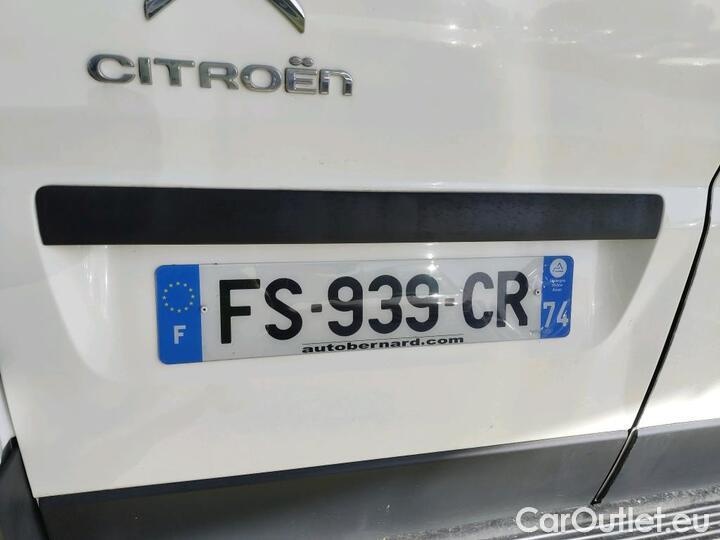 CITROËN
F
FS-939-CR
74
autobernard.com
CarOutlet.eu